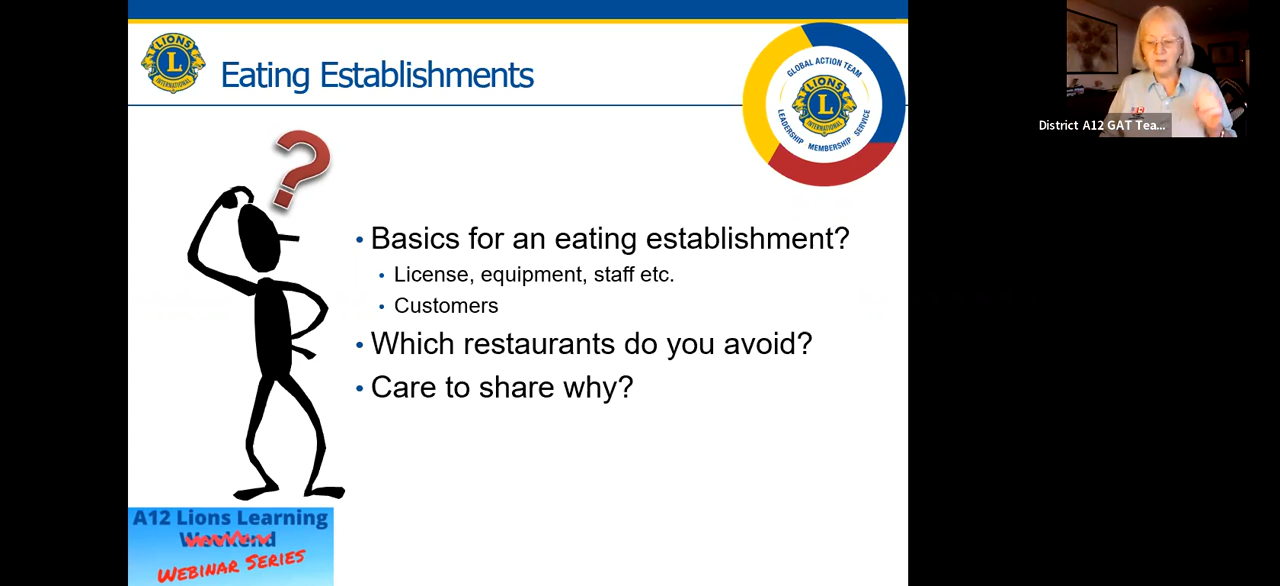 LIONS
L
INTERNATIONAL
Eating Establishments
GLOBAL ACTION TEAM
LIONS
L
INTERNATIONAL
LEADERSHIP MEMBERSHIP SERVICE
District A12 GAT Tea...
?
• Basics for an eating establishment?
• License, equipment, staff etc.
• Customers
• Which restaurants do you avoid?
• Care to share why?
A12 Lions Learning
Weekend
WEBINAR SERIES